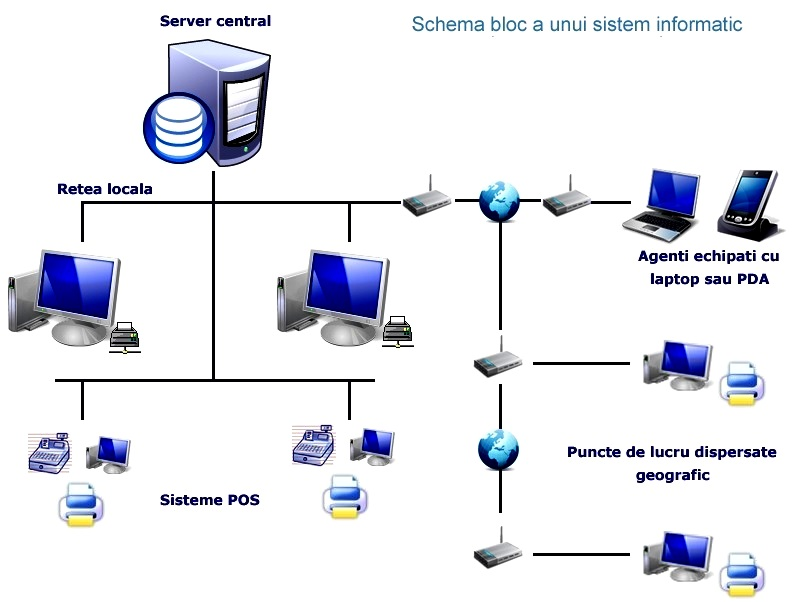 Server central
Schema bloc a unui sistem informatic
Retea locala
Agenti echipati cu
laptop sau PDA
Puncte de lucru dispersate
geografic
Sisteme POS